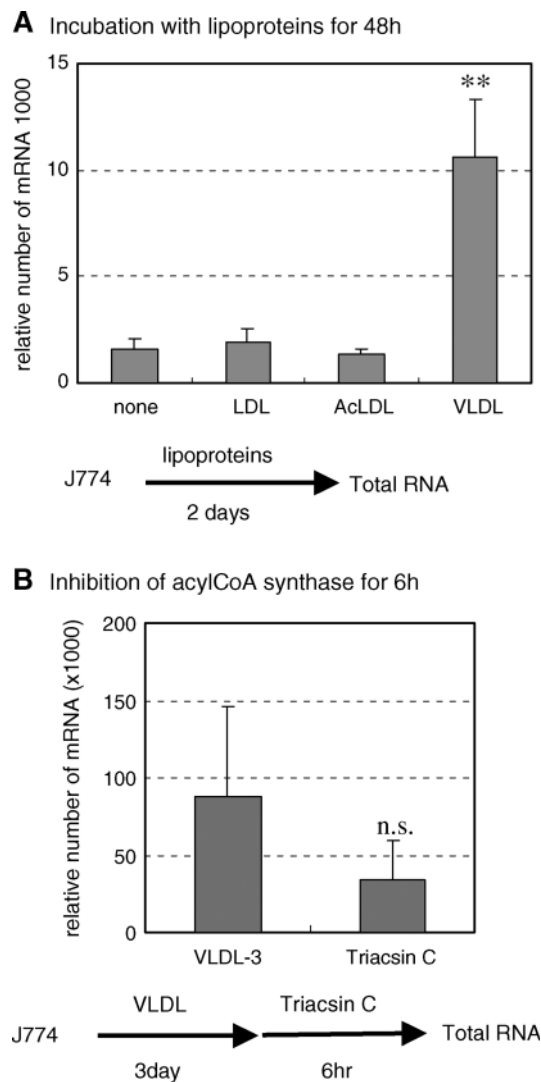 A Incubation with lipoproteins for 48h
relative number of mRNA 1000
15
10
5
0
**
none LDL AcLDL VLDL
lipoproteins
J774 Total RNA
2 days
B Inhibition of acylCoA synthase for 6h
relative number of mRNA (x1000)
200
150
100
50
0
n.s.
VLDL-3 Triacsin C
VLDL Triacsin C
J774 Total RNA
3day 6hr